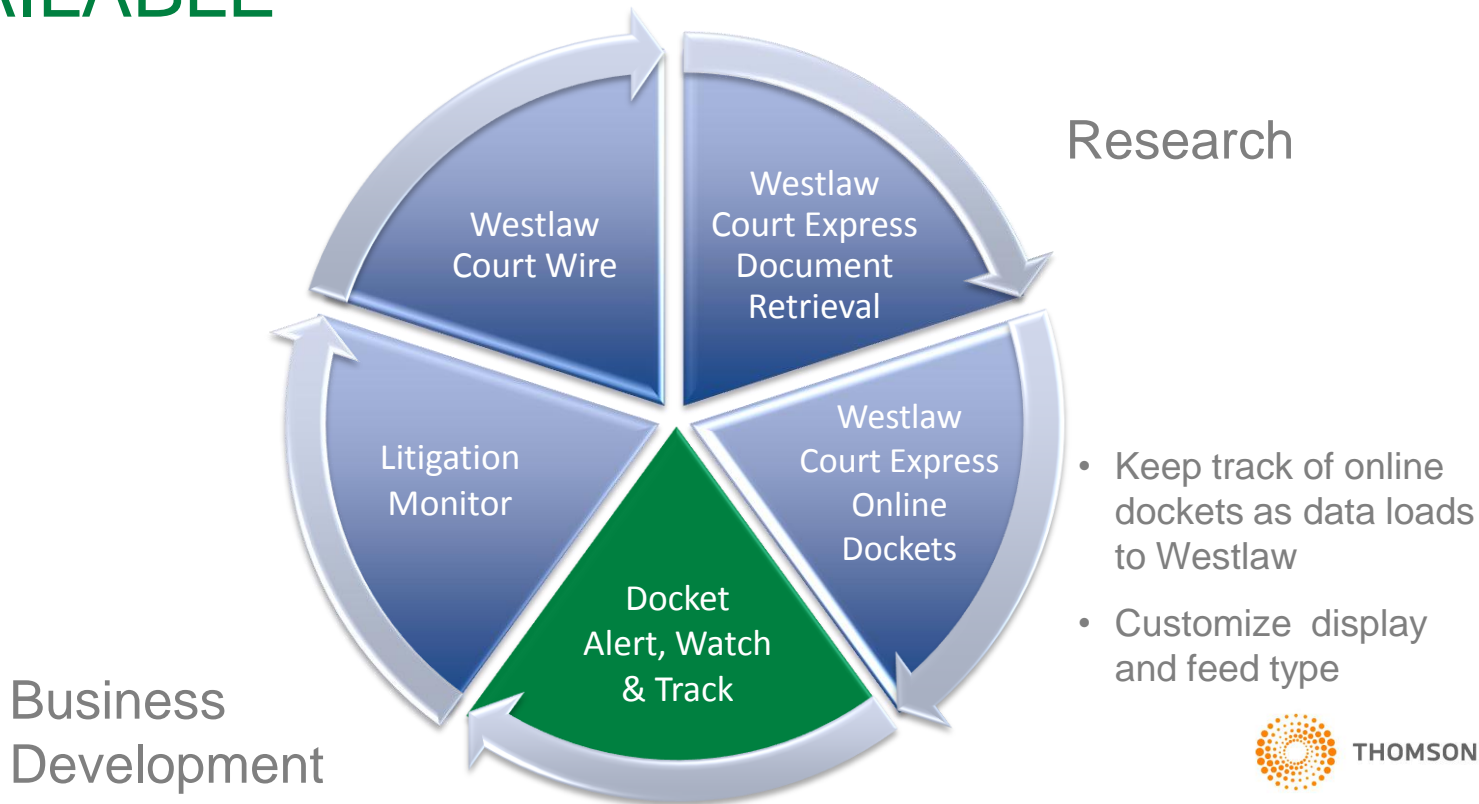 Research
Westlaw
Court Wire
Westlaw
Court Express
Document
Retrieval
Westlaw
Court Express
Online
Dockets
Docket
Alert, Watch
& Track
Litigation
Monitor
• Keep track of online
dockets as data loads
to Westlaw
• Customize display
and feed type
Business
Development
THOMSON